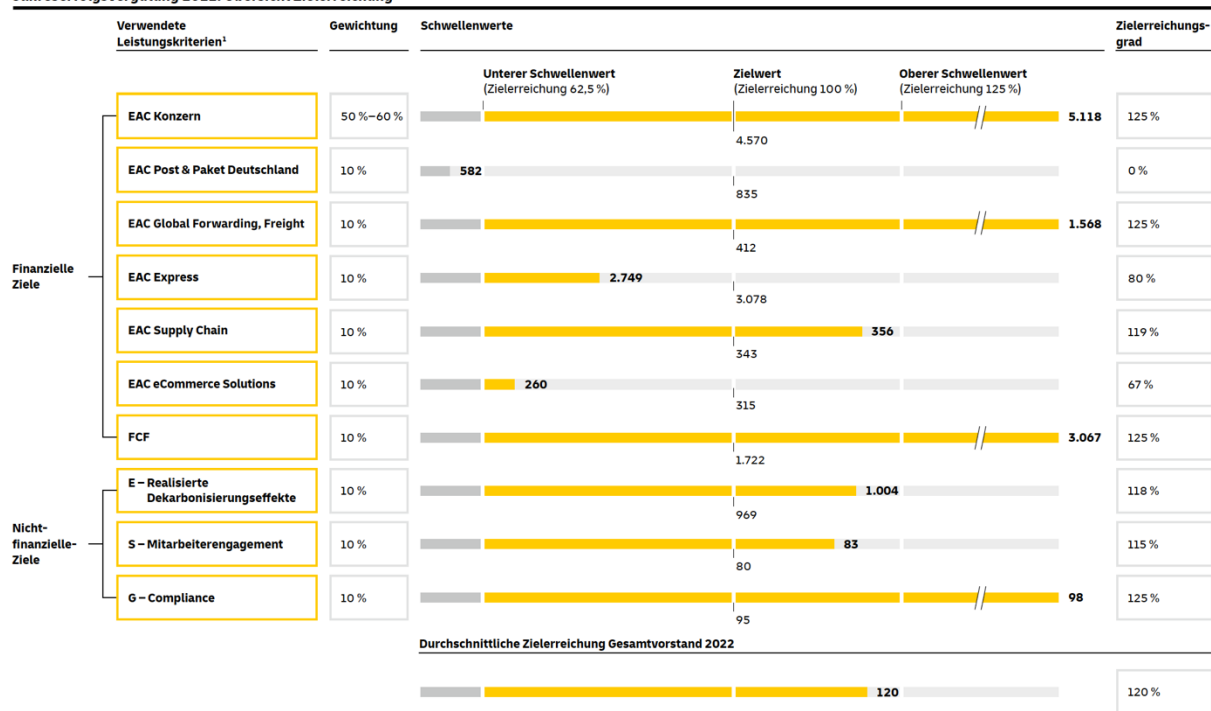 Verwendete
Leistungskriterien¹
Gewichtung
Schwellenwerte
Zielerreichungs-
grad
Unterer Schwellenwert
(Zielerreichung 62,5 %)
Zielwert
(Zielerreichung 100 %)
Oberer Schwellenwert
(Zielerreichung 125 %)
Finanzielle
Ziele
EAC Konzern
50 %–60 %
4.570
5.118
125 %
EAC Post & Paket Deutschland
10 %
582
835
0 %
EAC Global Forwarding, Freight
10 %
412
1.568
125 %
EAC Express
10 %
2.749
3.078
80 %
EAC Supply Chain
10 %
356
343
119 %
EAC eCommerce Solutions
10 %
260
315
67 %
FCF
10 %
1.722
3.067
125 %
Nicht-
finanzielle-
Ziele
E – Realisierte
Dekarbonisierungseffekte
10 %
1.004
969
118 %
S – Mitarbeiterengagement
10 %
83
80
115 %
G – Compliance
10 %
95
98
125 %
Durchschnittliche Zielerreichung Gesamtvorstand 2022
120
120 %